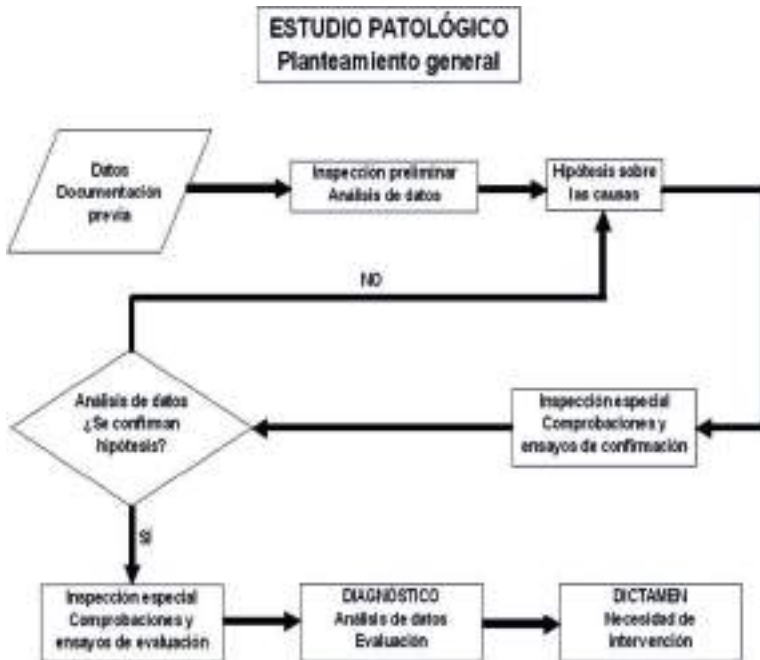 ESTUDIO PATOLÓGICO
Planteamiento general
Datos
Documentación
previa
Inspección preliminar
Análisis de datos
Hipótesis sobre
las causas
NO
Análisis de datos
¿Se confirman
hipótesis?
Inspección especial
Comprobaciones y
ensayos de confirmación
SÍ
Inspección especial
Comprobaciones y
ensayos de evaluación
DIAGNÓSTICO
Análisis de datos
Evaluación
DICTAMEN
Necesidad de
intervención